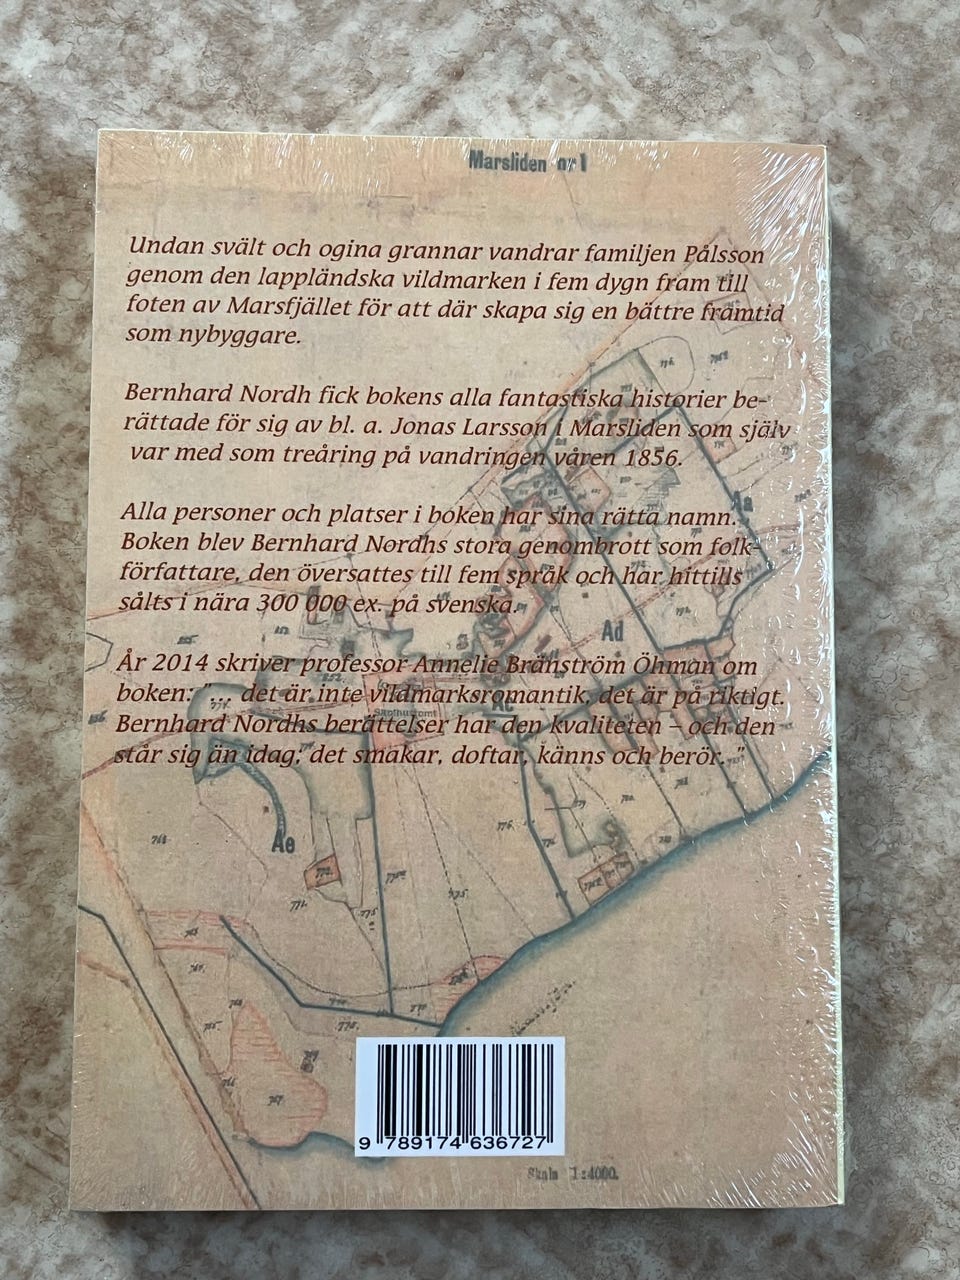 Marsliden nr 1
Undan svält och ogina grannar vandrar familjen Pålsson
genom den lappländska vildmarken i fem dygn fram till
foten av Marsfjället för att där skapa sig en bättre framtid
som nybyggare.
Bernhard Nordh fick bokens alla fantastiska historier be-
rättade för sig av bl. a. Jonas Larsson i Marsliden som själv
var med som treåring på vandringen våren 1856.
Alla personer och platser i boken har sina rätta namn.
Boken blev Bernhard Nordhs stora genombrott som folk-
författare, den översattes till fem språk och har hittills
sålts i nära 300 000 ex. på svenska.
Aa
Ad
År 2014 skriver professor Annelie Bränström Öhman om
boken: "... det är inte vildmarksromantik, det är på riktigt.
Bernhard Nordhs berättelser har den kvaliteten – och den
står sig än idag; det smakar, doftar, känns och berör..."
Ae
9 789174 636727
Skala 1:4000.